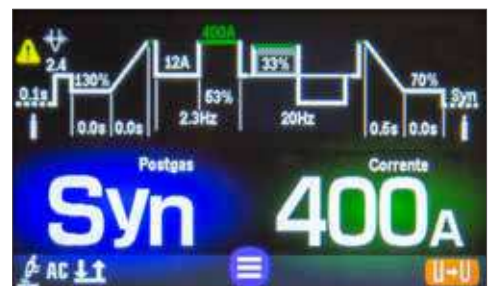 400A
2.4
12A
33%
130%
70%
0.1s
53%
Syn
0.0s 0.0s
2.3Hz
20Hz
0.5s 0.0s
Postgas
Corrente
Syn
400A
AC
U→U